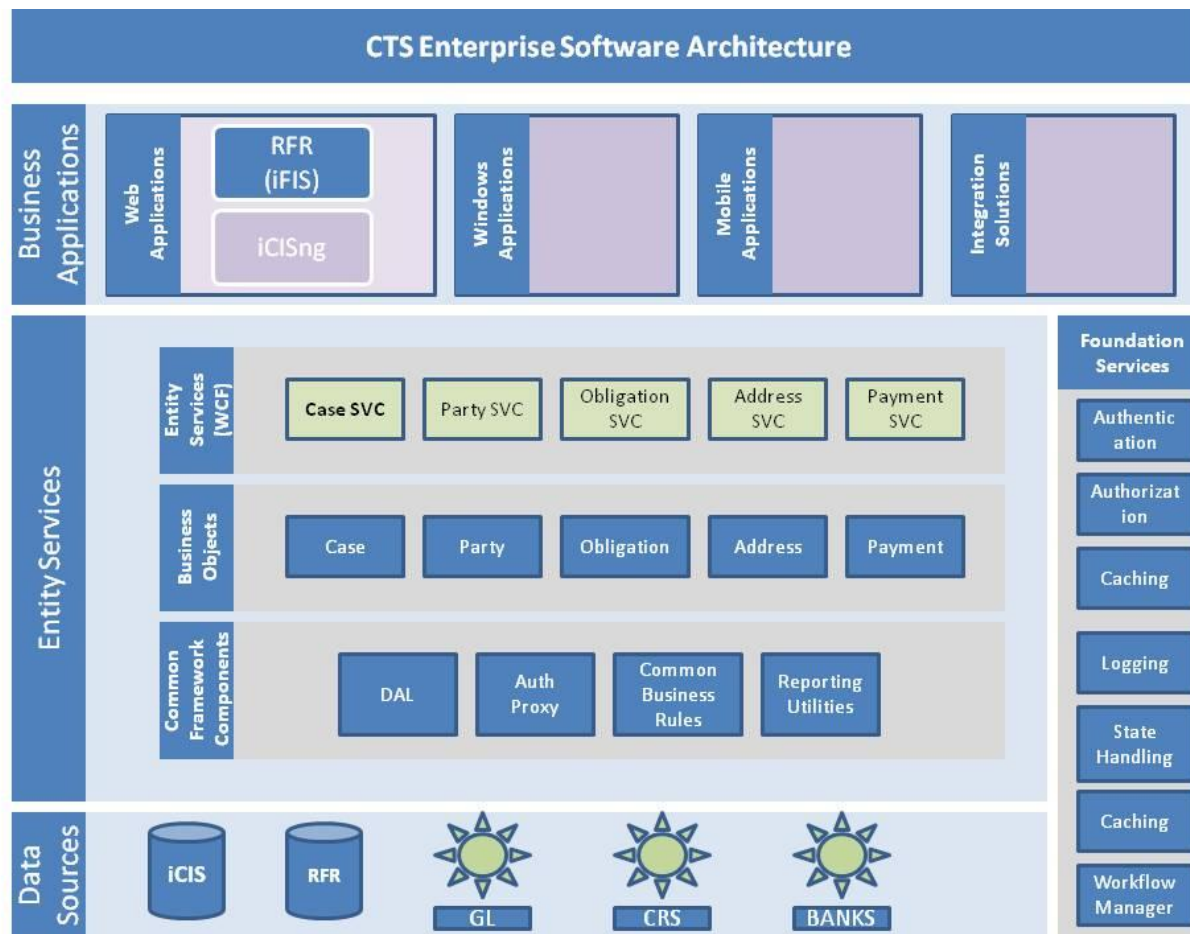 CTS Enterprise Software Architecture
Business
Applications
Web
Applications
RFR
(iFIS)
iCISng
Windows
Applications
Mobile
Applications
Integration
Solutions
Entity Services
Entity
Services
(WCF)
Case SVC
Party SVC
Obligation
SVC
Address
SVC
Payment
SVC
Business
Objects
Case
Party
Obligation
Address
Payment
Common
Framework
Components
DAL
Auth
Proxy
Common
Business
Rules
Reporting
Utilities
Foundation
Services
Authentic
ation
Authorizat
ion
Caching
Logging
State
Handling
Caching
Workflow
Manager
Data
Sources
iCIS
RFR
GL
CRS
BANKS